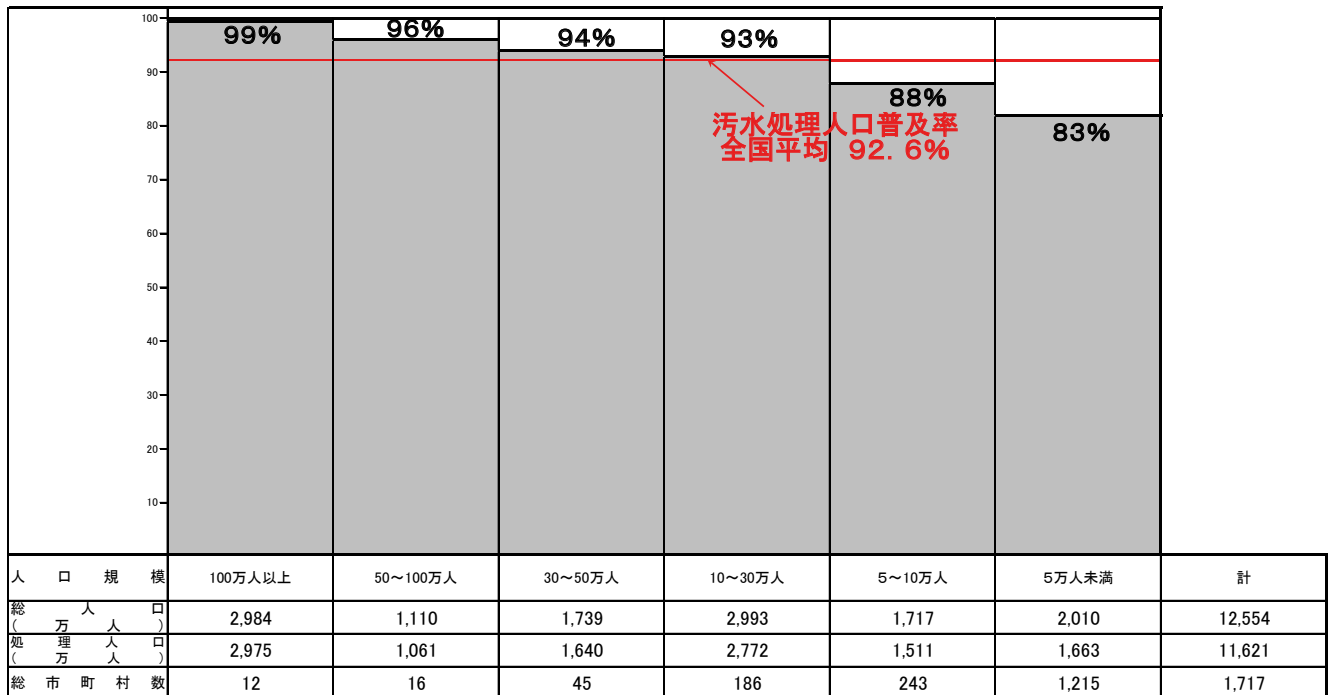 100
90
80
70
60
50
40
30
20
10
99%
96%
94%
93%
88%
83%
汚水処理人口普及率
全国平均 92.6%
人口規模 100万人以上 50～100万人 30～50万人 10～30万人 5～10万人 5万人未満 計
総人口
(万人) 2,984 1,110 1,739 2,993 1,717 2,010 12,554
処理人口
(万人) 2,975 1,061 1,640 2,772 1,511 1,663 11,621
総市町村数 12 16 45 186 243 1,215 1,717